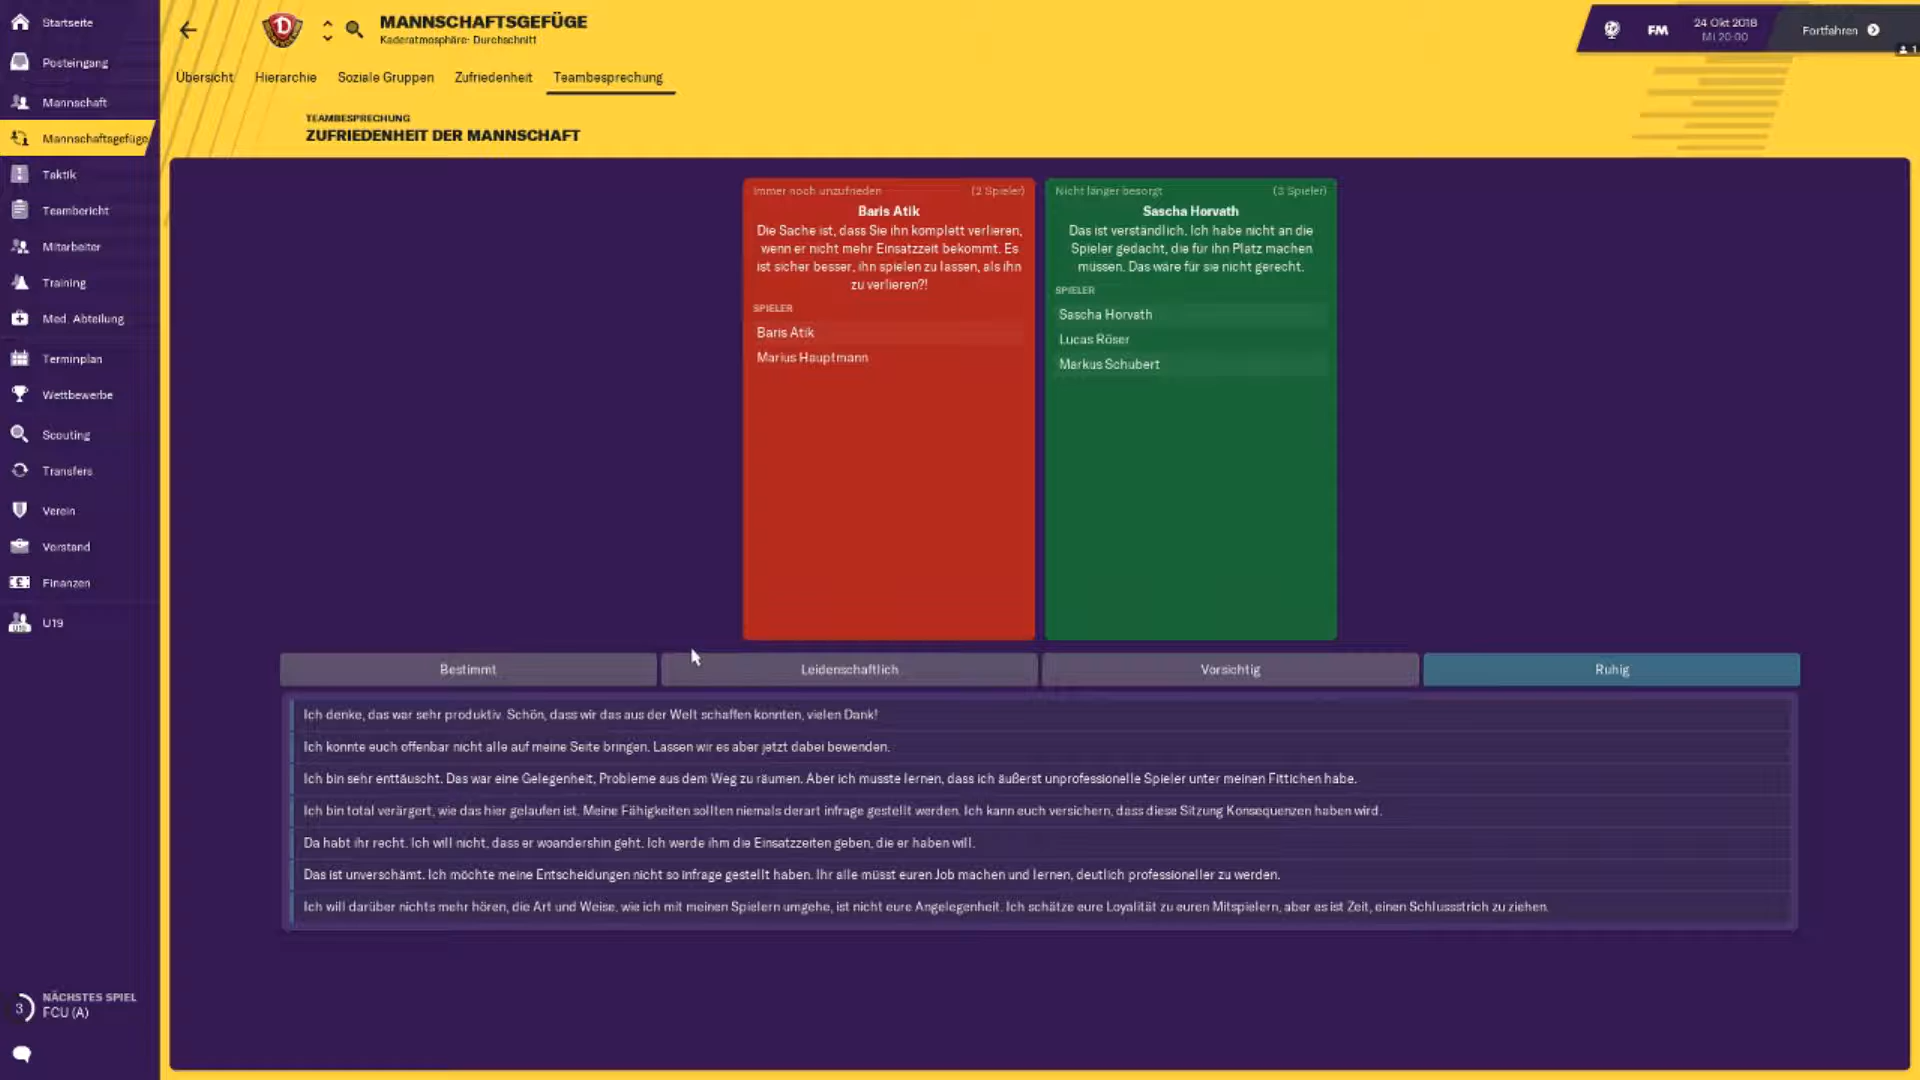 Startseite
Posteingang
Mannschaft
Mannschaftsgefüge
Taktik
Teambericht
Mitarbeiter
Training
Med. Abteilung
Terminplan
Wettbewerbe
Scouting
Transfers
Verein
Vorstand
Finanzen
U19
NÄCHSTES SPIEL
3
FCU (A)
D
MANNSCHAFTSGEFÜGE
Kaderatmosphäre: Durchschnitt
FM
24 Okt 2018
MI 20:00
Fortfahren
1
Übersicht
Hierarchie
Soziale Gruppen
Zufriedenheit
Teambesprechung
TEAMBESPRECHUNG
ZUFRIEDENHEIT DER MANNSCHAFT
Immer noch unzufrieden (2 Spieler)
Baris Atik
Die Sache ist, dass Sie ihn komplett verlieren,
wenn er nicht mehr Einsatzzeit bekommt. Es
ist sicher besser, ihn spielen zu lassen, als ihn
zu verlieren?!
SPIELER
Baris Atik
Marius Hauptmann
Nicht länger besorgt (3 Spieler)
Sascha Horvath
Das ist verständlich. Ich habe nicht an die
Spieler gedacht, die für ihn Platz machen
müssen. Das wäre für sie nicht gerecht.
SPIELER
Sascha Horvath
Lucas Röser
Markus Schubert
Bestimmt
Leidenschaftlich
Vorsichtig
Ruhig
Ich denke, das war sehr produktiv. Schön, dass wir das aus der Welt schaffen konnten, vielen Dank!
Ich konnte euch offenbar nicht alle auf meine Seite bringen. Lassen wir es aber jetzt dabei bewenden.
Ich bin sehr enttäuscht. Das war eine Gelegenheit, Probleme aus dem Weg zu räumen. Aber ich musste lernen, dass ich äußerst unprofessionelle Spieler unter meinen Fittichen habe.
Ich bin total verärgert, wie das hier gelaufen ist. Meine Fähigkeiten sollten niemals derart infrage gestellt werden. Ich kann euch versichern, dass diese Sitzung Konsequenzen haben wird.
Da habt ihr recht. Ich will nicht, dass er woandershin geht. Ich werde ihm die Einsatzzeiten geben, die er haben will.
Das ist unverschämt. Ich möchte meine Entscheidungen nicht so infrage gestellt haben. Ihr alle müsst euren Job machen und lernen, deutlich professioneller zu werden.
Ich will darüber nichts mehr hören, die Art und Weise, wie ich mit meinen Spielern umgehe, ist nicht eure Angelegenheit. Ich schätze eure Loyalität zu euren Mitspielern, aber es ist Zeit, einen Schlussstrich zu ziehen.